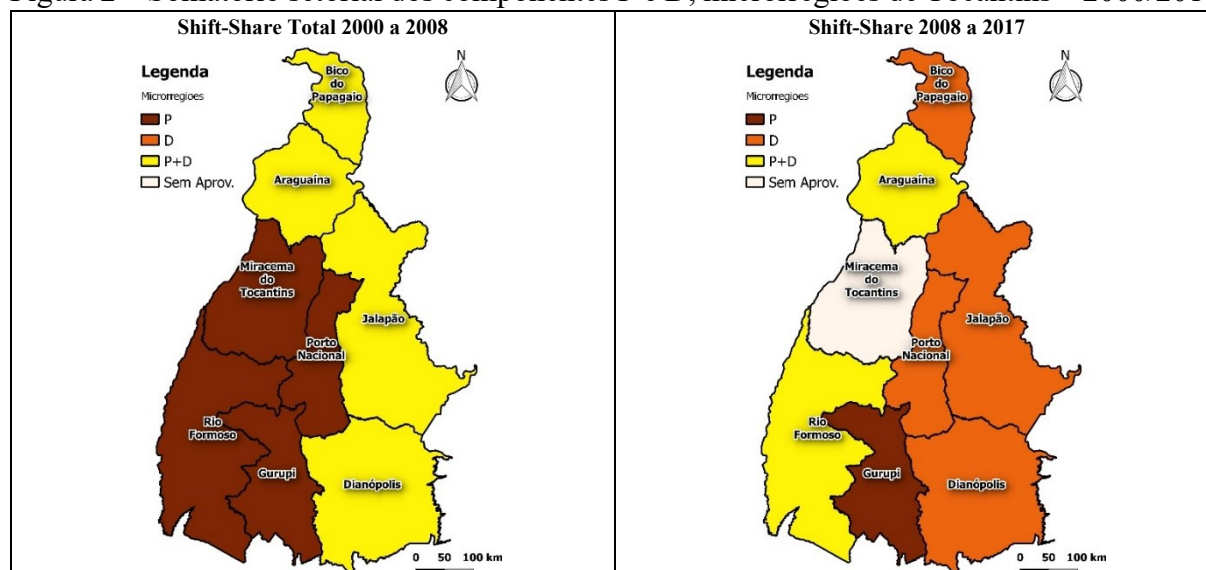 Figura 2 – Somatório setorial dos componentes P e D, microrregiões do Tocantins – 2000/201
Shift-Share Total 2000 a 2008
Legenda
Microrregioes
P
D
P+D
Sem Aprov.
N
Bico
do
Papagaio
Araguaína
Miracema
do
Tocantins
Porto
Nacional
Jalapão
Rio
Formoso
Gurupi
Dianópolis
0 50 100 km
Shift-Share 2008 a 2017
Legenda
Microrregioes
P
D
P+D
Sem Aprov.
N
Bico
do
Papagaio
Araguaína
Miracema
do
Tocantins
Porto
Nacional
Jalapão
Rio
Formoso
Gurupi
Dianópolis
0 50 100 km